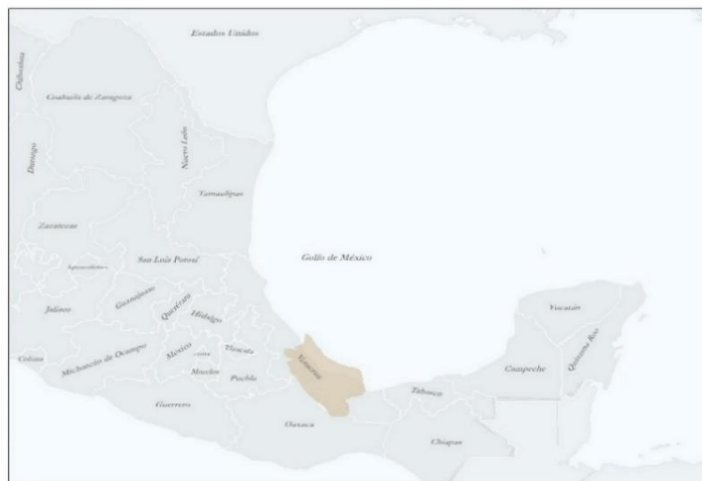 Estados Unidos
Chihuahua
Coahuila de Zaragoza
Nuevo León
Durango
Tamaulipas
Zacatecas
San Luis Potosí
Golfo de México
Aguascalientes
Guanajuato
Querétaro
Hidalgo
Yucatán
Jalisco
Quintana Roo
Veracruz
Tlaxcala
México
Michoacán de Ocampo
Colima
Campeche
Morelos
Puebla
Tabasco
Guerrero
Oaxaca
Chiapas